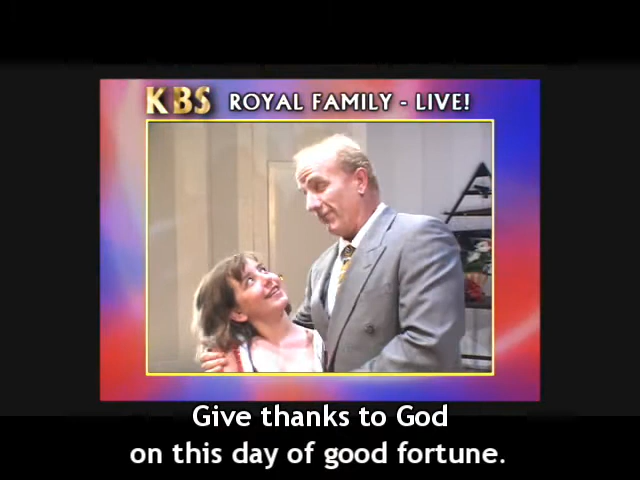 KBS ROYAL FAMILY - LIVE!
Give thanks to God
on this day of good fortune.